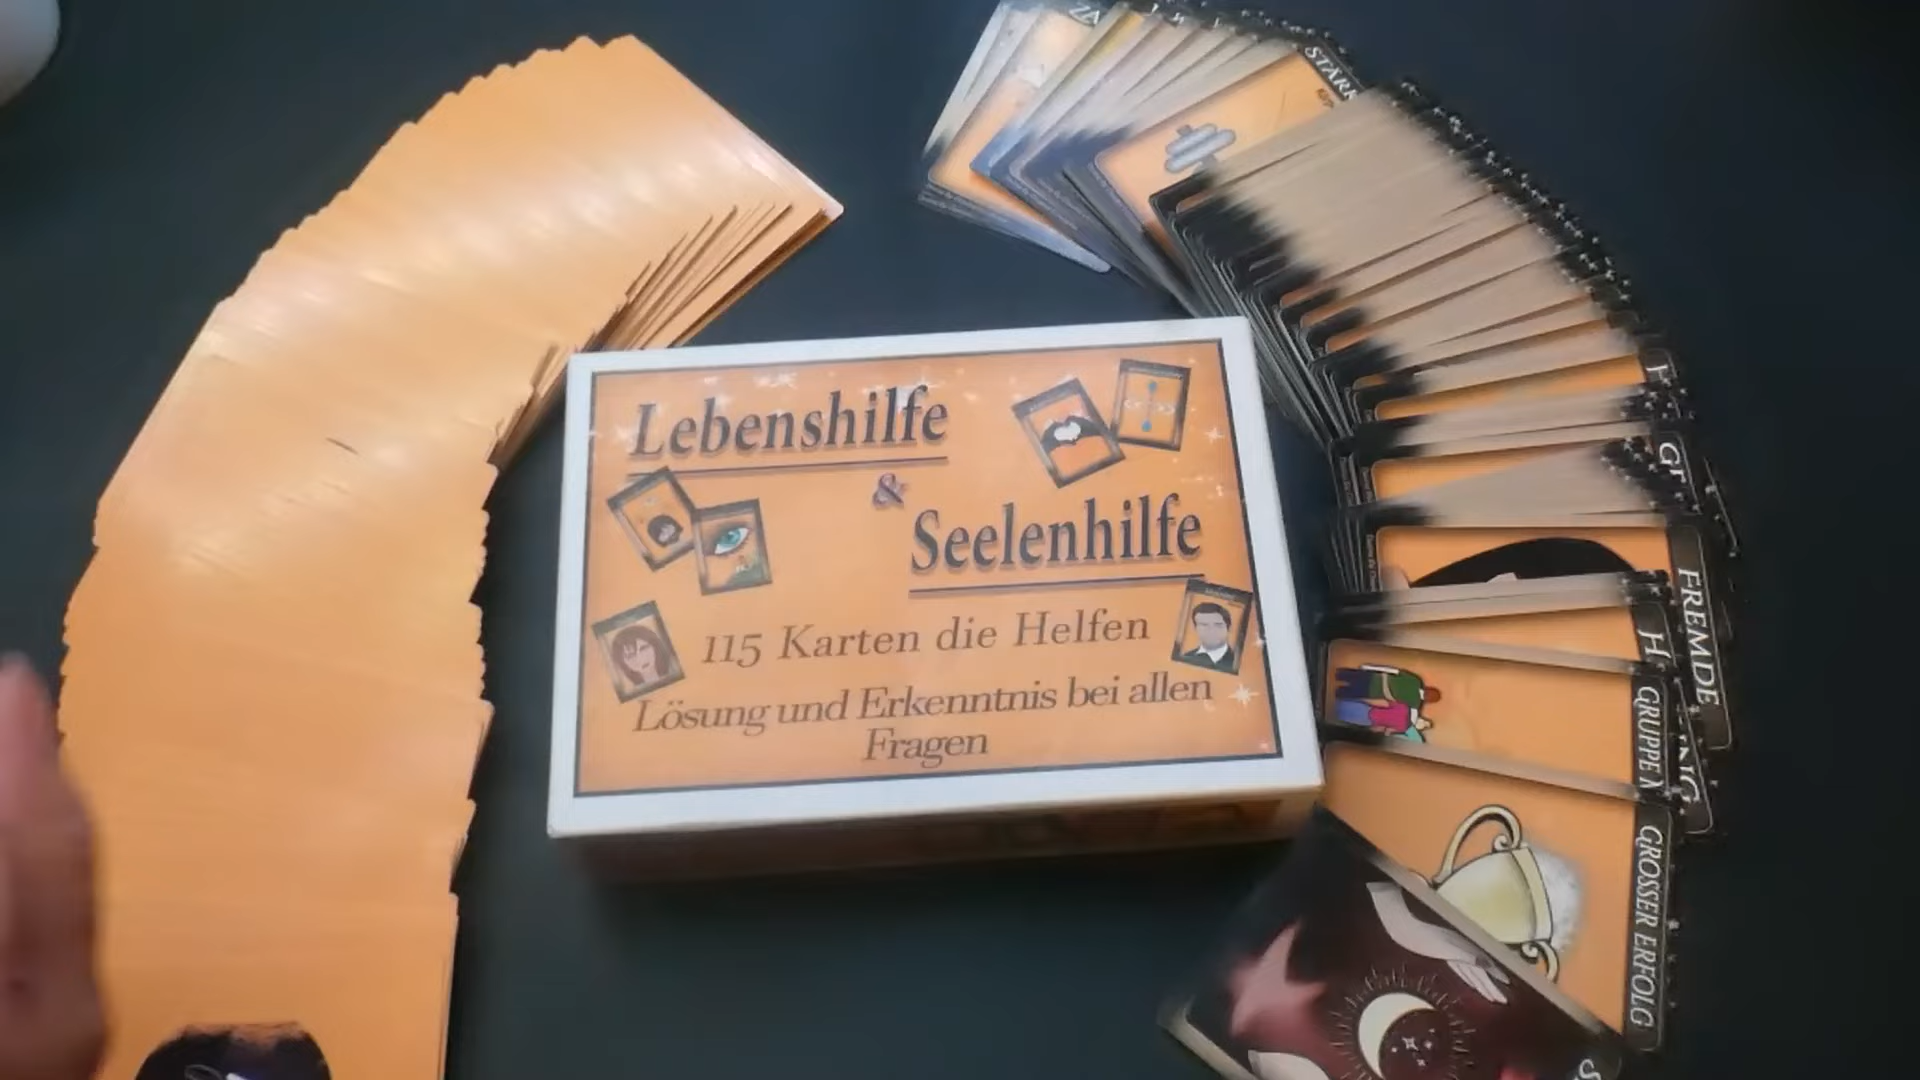 Lebenshilfe
&
Seelenhilfe
115 Karten die Helfen
Lösung und Erkenntnis bei allen
Fragen
FREMDE
GROSSER ERFOLG